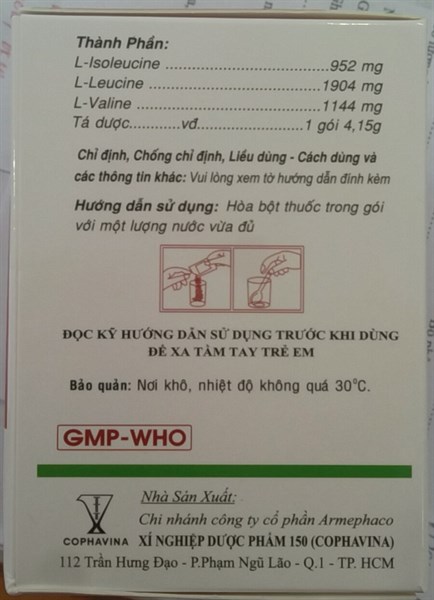 Thành Phần:
L-Isoleucine ................................952 mg
L-Leucine ..................................1904 mg
L-Valine ...................................1144 mg
Tá dược............vđ.......................1 gói 4,15g
Chỉ định, Chống chỉ định, Liều dùng - Cách dùng và
các thông tin khác: Vui lòng xem tờ hướng dẫn đính kèm
Hướng dẫn sử dụng: Hòa bột thuốc trong gói
với một lượng nước vừa đủ
ĐỌC KỸ HƯỚNG DẪN SỬ DỤNG TRƯỚC KHI DÙNG
ĐỂ XA TẦM TAY TRẺ EM
Bảo quản: Nơi khô, nhiệt độ không quá 30°C.
GMP-WHO
Nhà Sản Xuất:
Chi nhánh công ty cổ phần Armephaco
XÍ NGHIỆP DƯỢC PHẨM 150 (COPHAVINA)
COPHAVINA
112 Trần Hưng Đạo - P.Phạm Ngũ Lão - Q.1 - TP. HCM